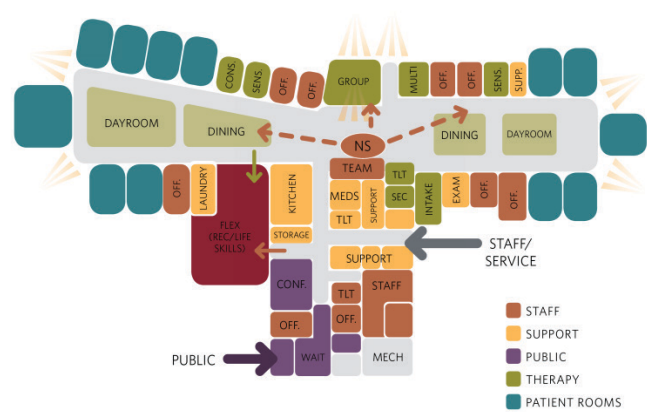 CONS.
SENS.
OFF.
OFF.
GROUP
MULTI
OFF.
OFF.
SENS.
SUPP.
DAYROOM
DINING
NS
DINING
DAYROOM
OFF.
LAUNDRY
FLEX
(REC/LIFE
SKILLS)
KITCHEN
STORAGE
TEAM
MEDS
TLT
SUPPORT
TLT
SEC
INTAKE
EXAM
OFF.
OFF.
STAFF/
SERVICE
SUPPORT
CONF.
OFF.
TLT
OFF.
STAFF
PUBLIC
WAIT
MECH
STAFF
SUPPORT
PUBLIC
THERAPY
PATIENT ROOMS